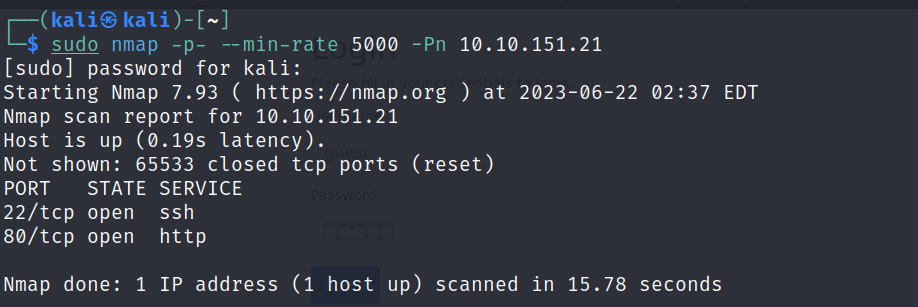 ┌──(kali㉿kali)-[~]
└─$ sudo nmap -p- --min-rate 5000 -Pn 10.10.151.21
[sudo] password for kali:
Starting Nmap 7.93 ( https://nmap.org ) at 2023-06-22 02:37 EDT
Nmap scan report for 10.10.151.21
Host is up (0.19s latency).
Not shown: 65533 closed tcp ports (reset)
PORT   STATE SERVICE
22/tcp open  ssh
80/tcp open  http
Nmap done: 1 IP address (1 host up) scanned in 15.78 seconds
Login
Password